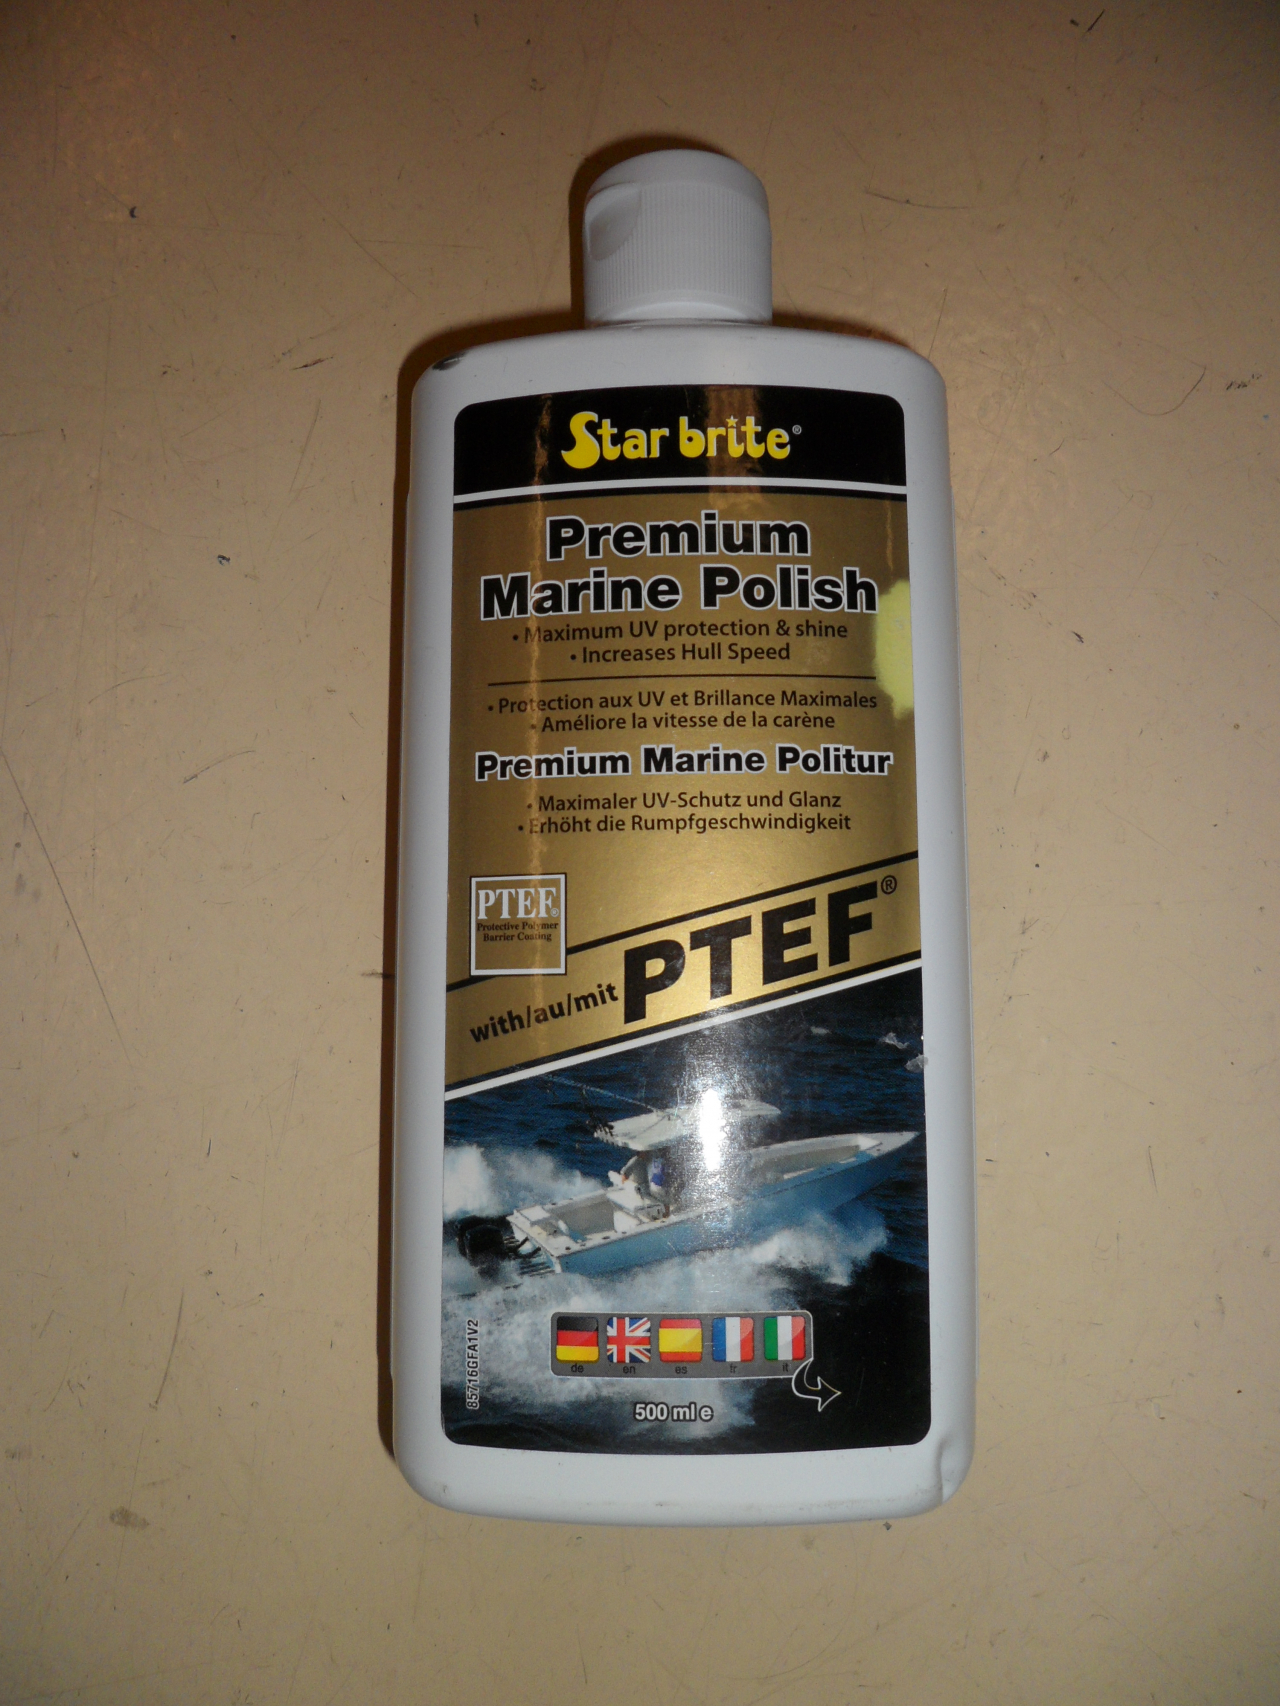 Star brite®
Premium
Marine Polish
• Maximum UV protection & shine
• Increases Hull Speed
• Protection aux UV et Brillance Maximales
• Améliore la vitesse de la carène
Premium Marine Politur
• Maximaler UV-Schutz und Glanz
• Erhöht die Rumpfgeschwindigkeit
PTEF®
Protective Polymer
Barrier Coating
with/au/mit PTEF®
de en es fr it
85716GFA1V2
500 ml e